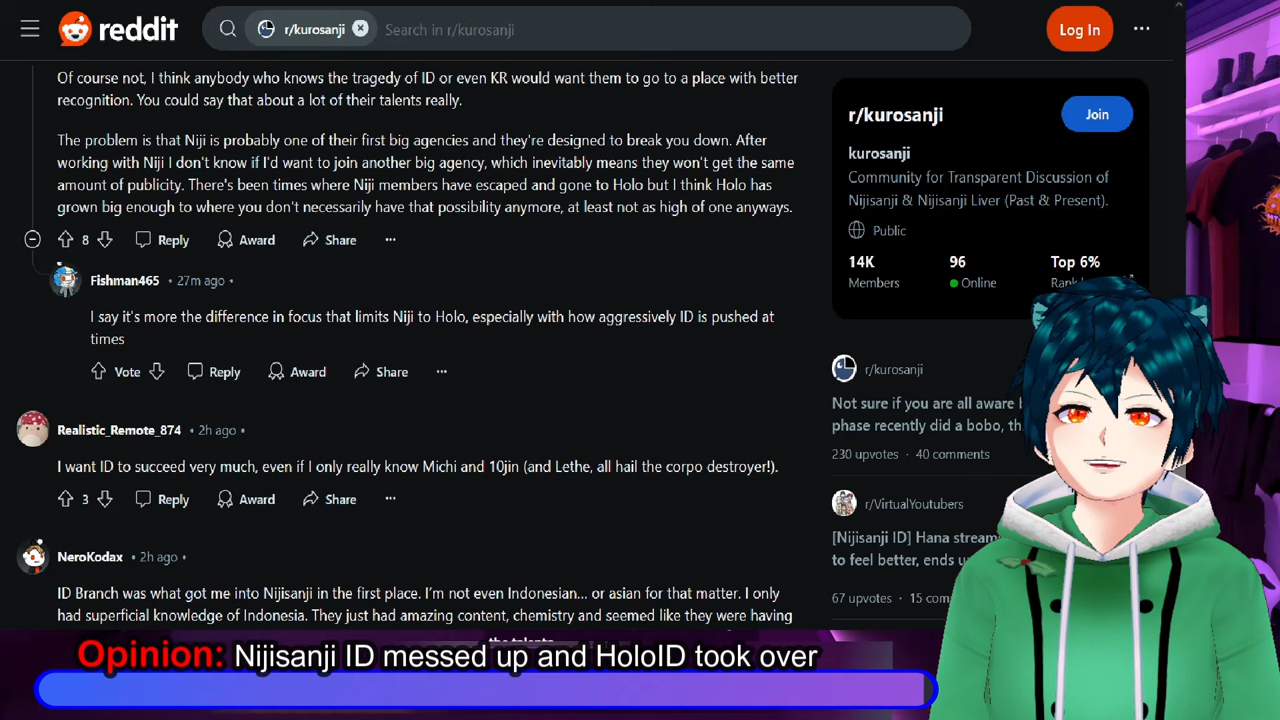 reddit
r/kurosanji
Search in r/kurosanji
Log In
Of course not, I think anybody who knows the tragedy of ID or even KR would want them to go to a place with better
recognition. You could say that about a lot of their talents really.
The problem is that Niji is probably one of their first big agencies and they're designed to break you down. After
working with Niji I don't know if I'd want to join another big agency, which inevitably means they won't get the same
amount of publicity. There's been times where Niji members have escaped and gone to Holo but I think Holo has
grown big enough to where you don't necessarily have that possibility anymore, at least not as high of one anyways.
8 Reply Award Share
Fishman465 • 27m ago •
I say it's more the difference in focus that limits Niji to Holo, especially with how aggressively ID is pushed at
times
Vote Reply Award Share
Realistic_Remote_874 • 2h ago •
I want ID to succeed very much, even if I only really know Michi and 10jin (and Lethe, all hail the corpo destroyer!).
3 Reply Award Share
NeroKodax • 2h ago •
ID Branch was what got me into Nijisanji in the first place. I'm not even Indonesian... or asian for that matter. I only
had superficial knowledge of Indonesia. They just had amazing content, chemistry and seemed like they were having
r/kurosanji
Join
kurosanji
Community for Transparent Discussion of
Nijisanji & Nijisanji Liver (Past & Present).
Public
14K 96 Top 6%
Members Online
r/kurosanji
Not sure if you are all aware
phase recently did a bobo,
230 upvotes • 40 comments
r/VirtualYoutubers
[Nijisanji ID] Hana
to feel better, ends
67 upvotes • 15
Opinion: Nijisanji ID messed up and HoloID took over